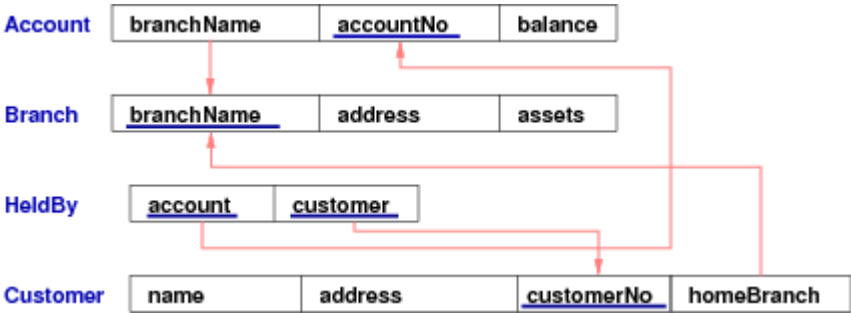 Account branchName accountNo balance
Branch branchName address assets
HeldBy account customer
Customer name address customerNo homeBranch